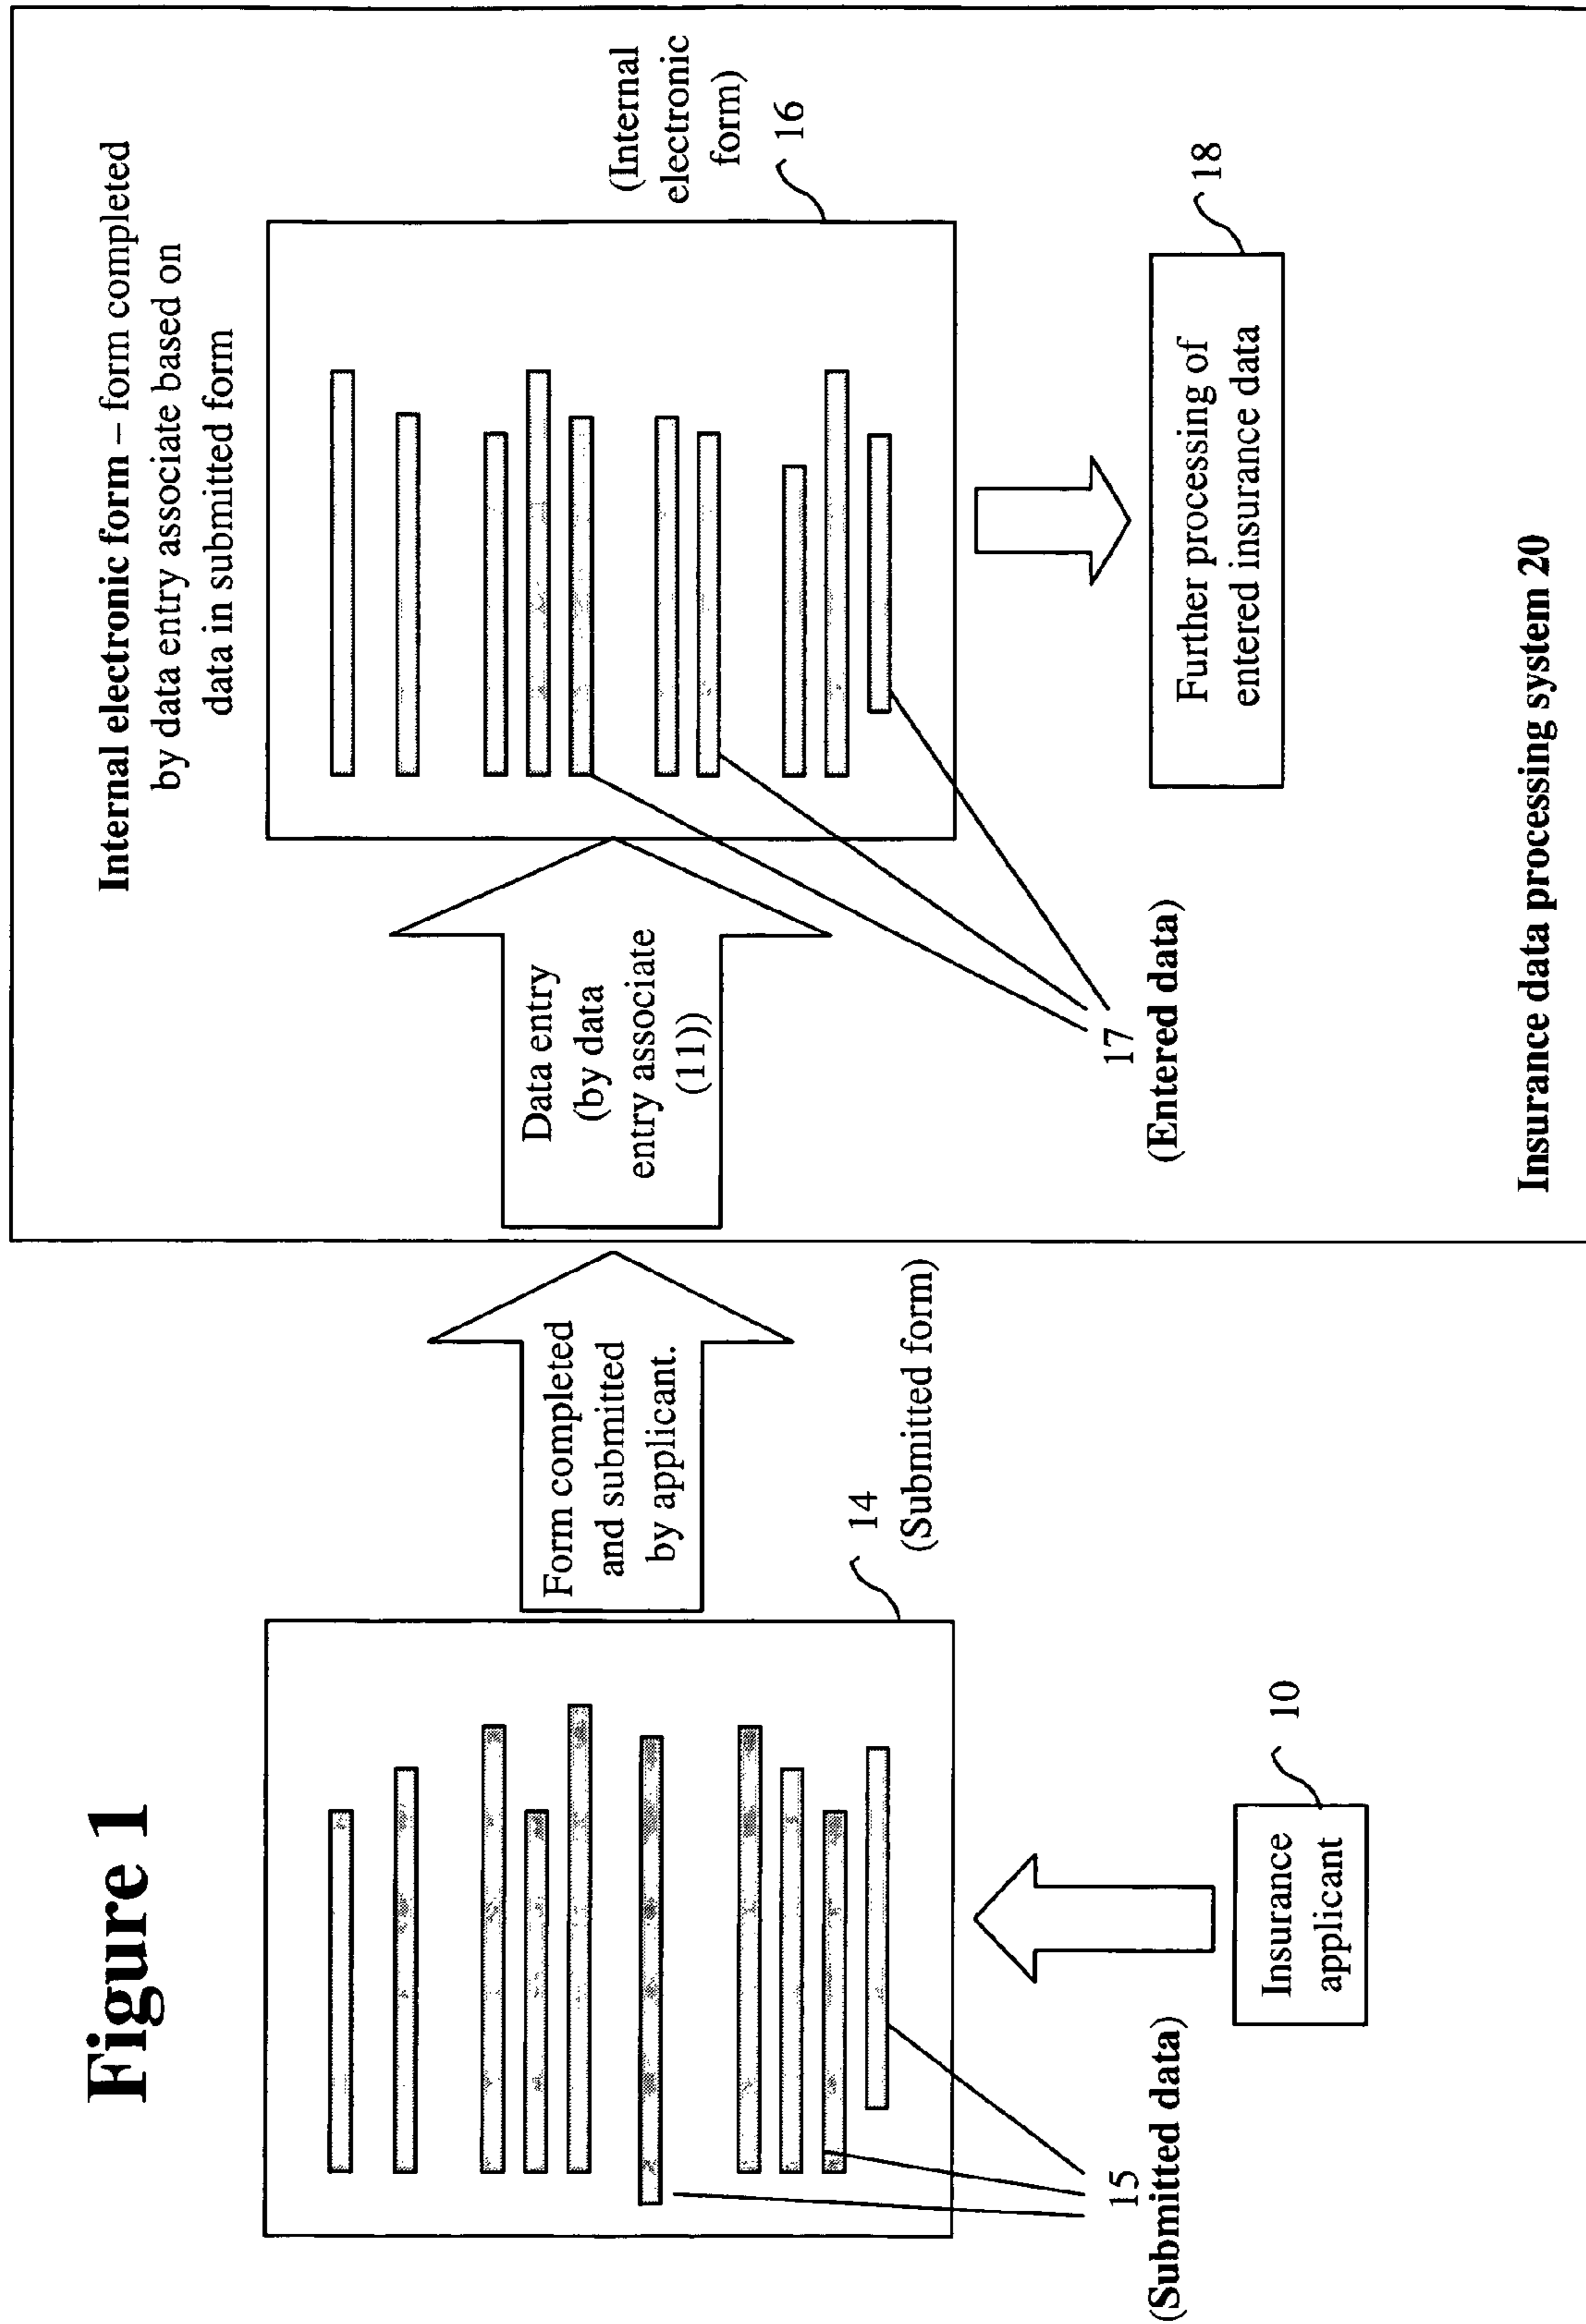 Figure 1
Internal electronic form – form completed
by data entry associate based on
data in submitted form
Form completed
and submitted
by applicant.
Data entry
(by data
entry associate
(11))
(Internal
electronic
form)
16
14
(Submitted form)
15
(Submitted data)
Insurance
applicant
10
17
(Entered data)
Further processing of
entered insurance data
18
Insurance data processing system 20